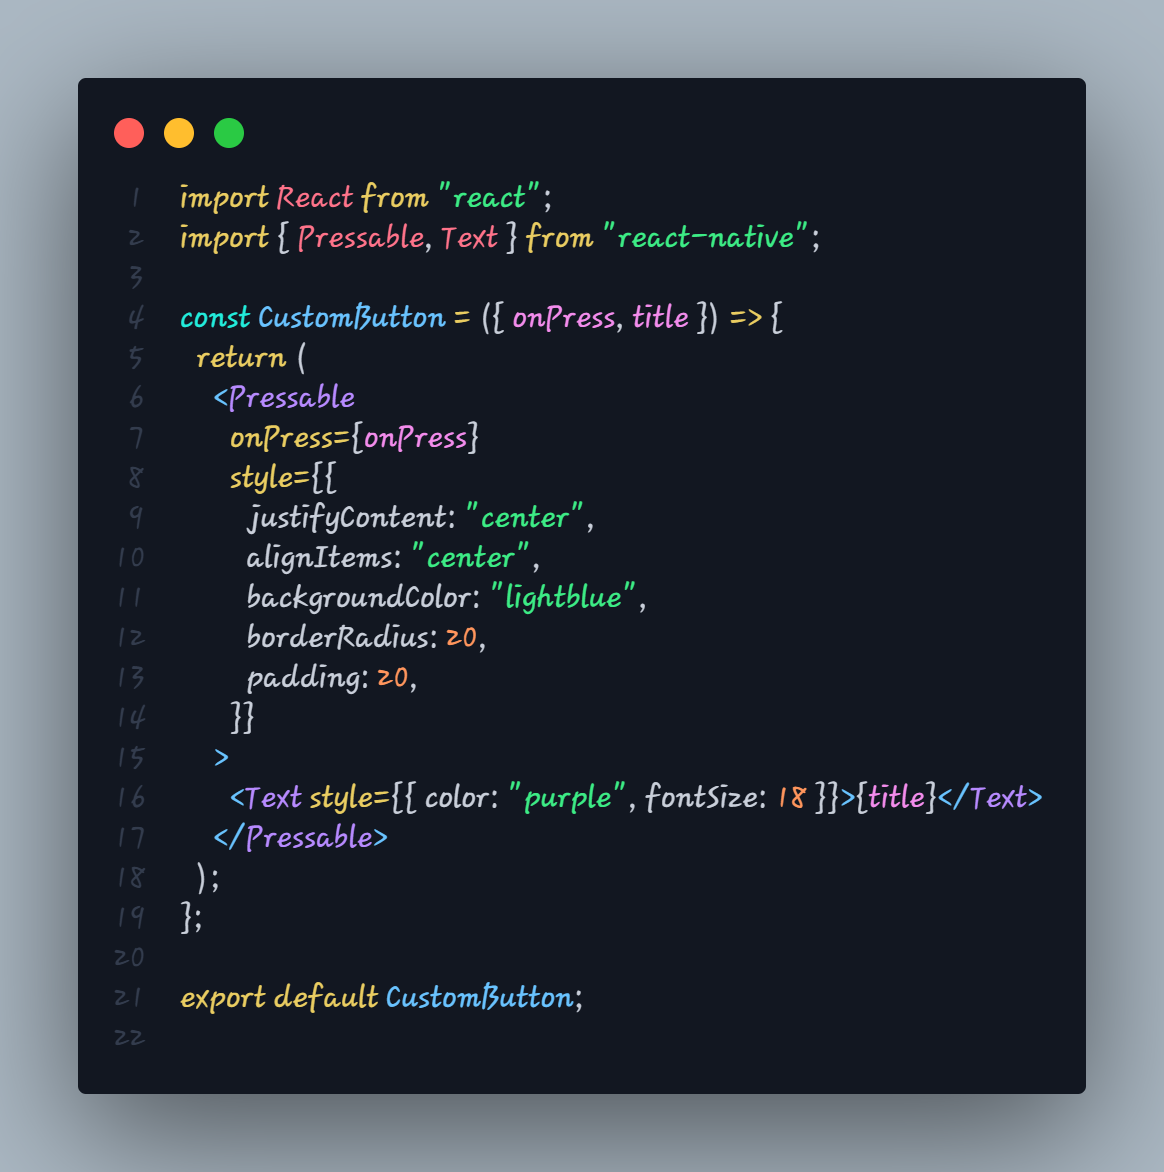 1 import React from "react";
2 import { Pressable, Text } from "react-native";
3
4 const CustomButton = ({ onPress, title }) => {
5   return (
6     <Pressable
7       onPress={onPress}
8       style={{
9         justifyContent: "center",
10         alignItems: "center",
11         backgroundColor: "lightblue",
12         borderRadius: 20,
13         padding: 20,
14       }}
15     >
16       <Text style={{ color: "purple", fontSize: 18 }}>{title}</Text>
17     </Pressable>
18   );
19 };
20
21 export default CustomButton;
22